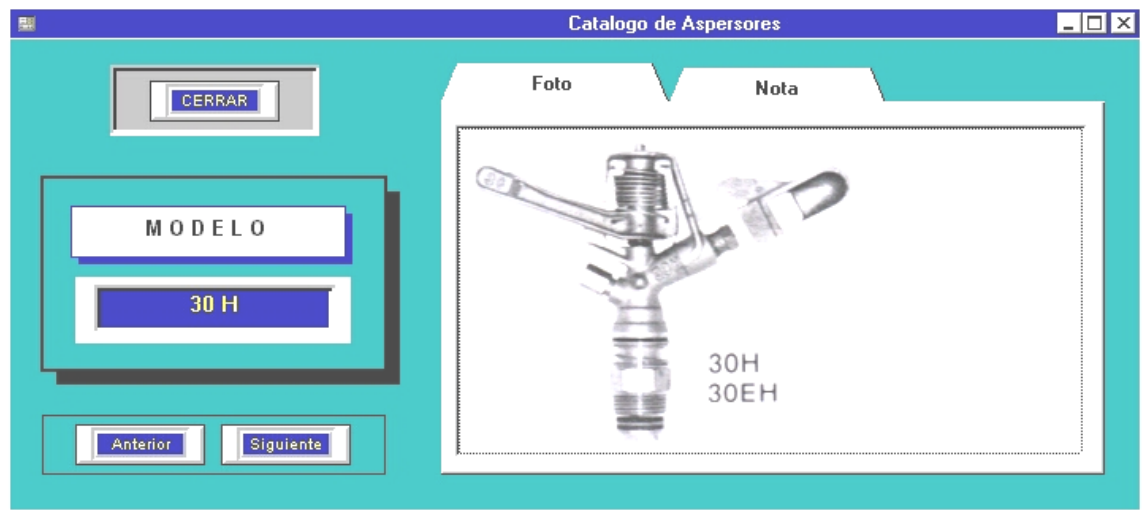 Catalogo de Aspersores
CERRAR
MODELO
30 H
Anterior
Siguiente
Foto
Nota
30H
30EH